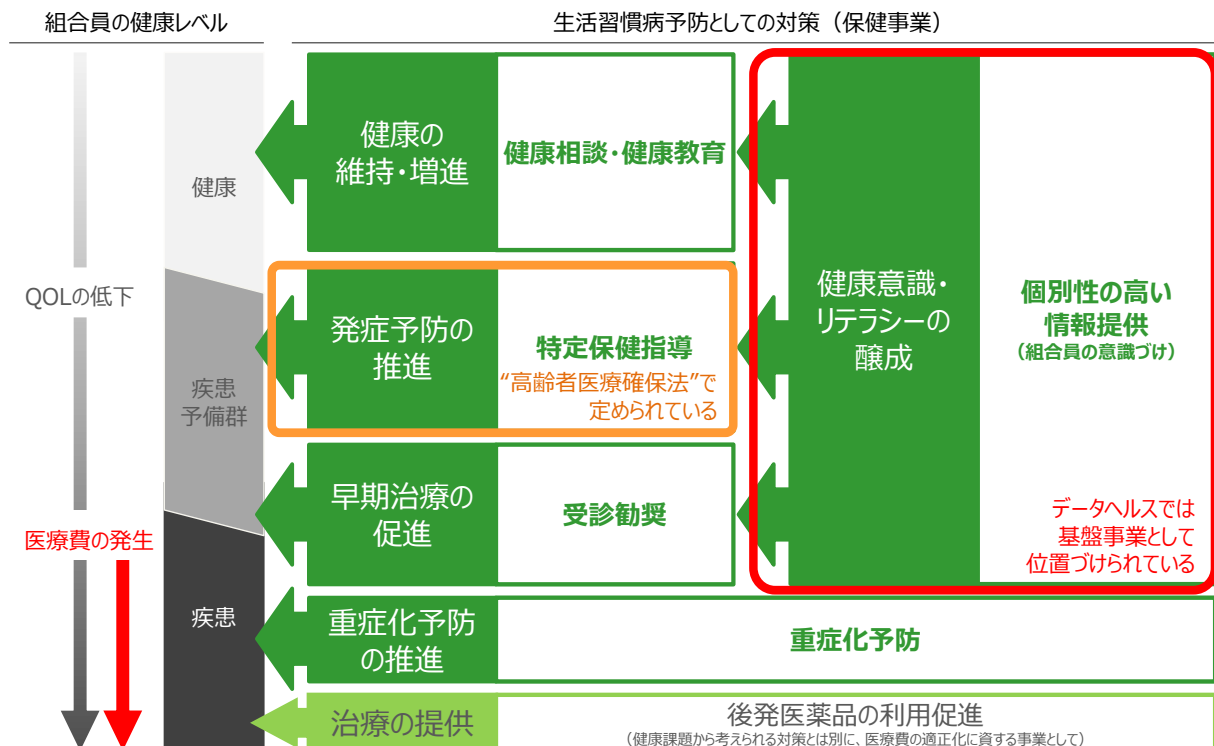 組合員の健康レベル
生活習慣病予防としての対策（保健事業）
健康
疾患
予備群
疾患
QOLの低下
医療費の発生
健康の
維持・増進
健康相談・健康教育
発症予防の
推進
特定保健指導
“高齢者医療確保法”で
定められている
早期治療の
促進
受診勧奨
健康意識・
リテラシーの
醸成
個別性の高い
情報提供
（組合員の意識づけ）
データヘルスでは
基盤事業として
位置づけられている
重症化予防
の推進
重症化予防
治療の提供
後発医薬品の利用促進
（健康課題から考えられる対策とは別に、医療費の適正化に資する事業として）